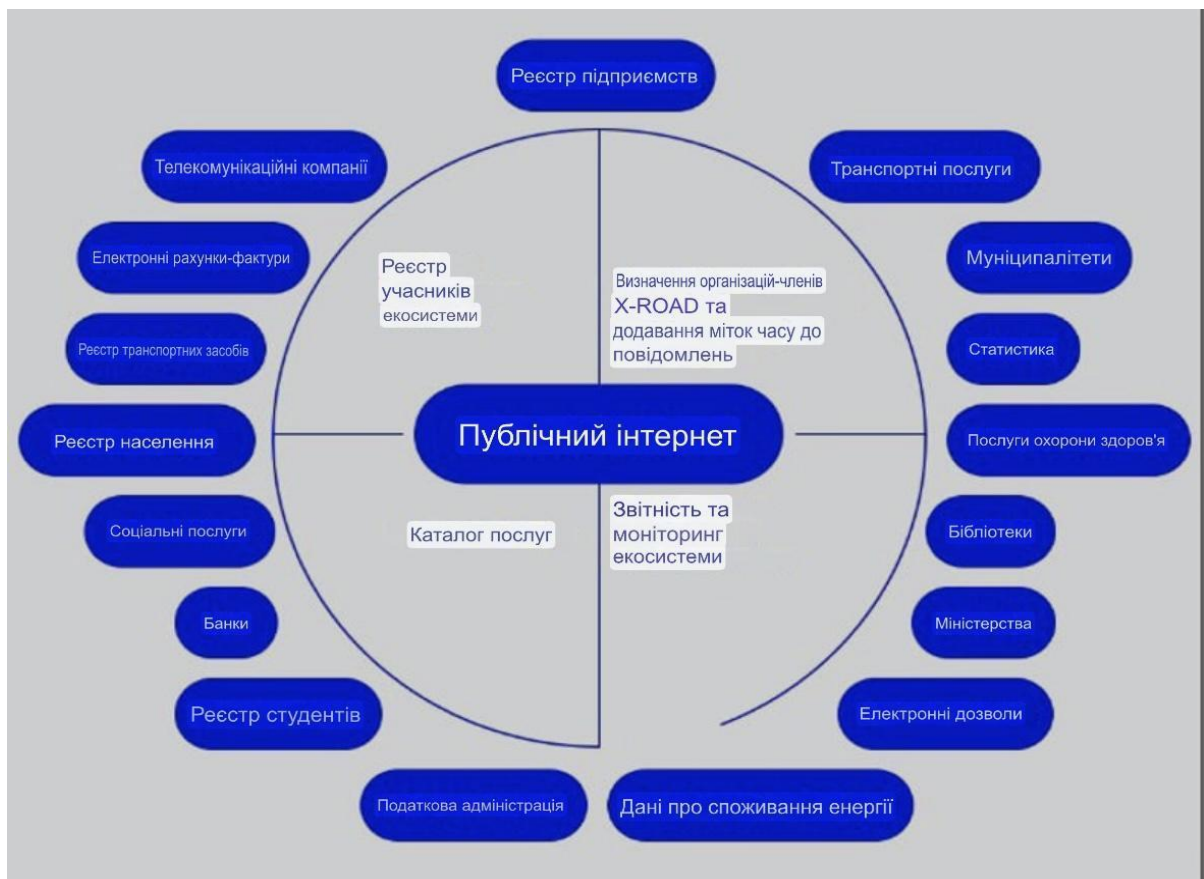 Реєстр підприємств
Телекомунікаційні компанії
Транспортні послуги
Електронні рахунки-фактури
Муніципалітети
Реєстр
учасників
екосистеми
Визначення організацій-членів
X-ROAD та
додавання міток часу до
повідомлень
Реєстр транспортних засобів
Статистика
Реєстр населення
Публічний інтернет
Послуги охорони здоров'я
Соціальні послуги
Каталог послуг
Звітність та
моніторинг
екосистеми
Бібліотеки
Банки
Міністерства
Реєстр студентів
Електронні дозволи
Податкова адміністрація
Дані про споживання енергії